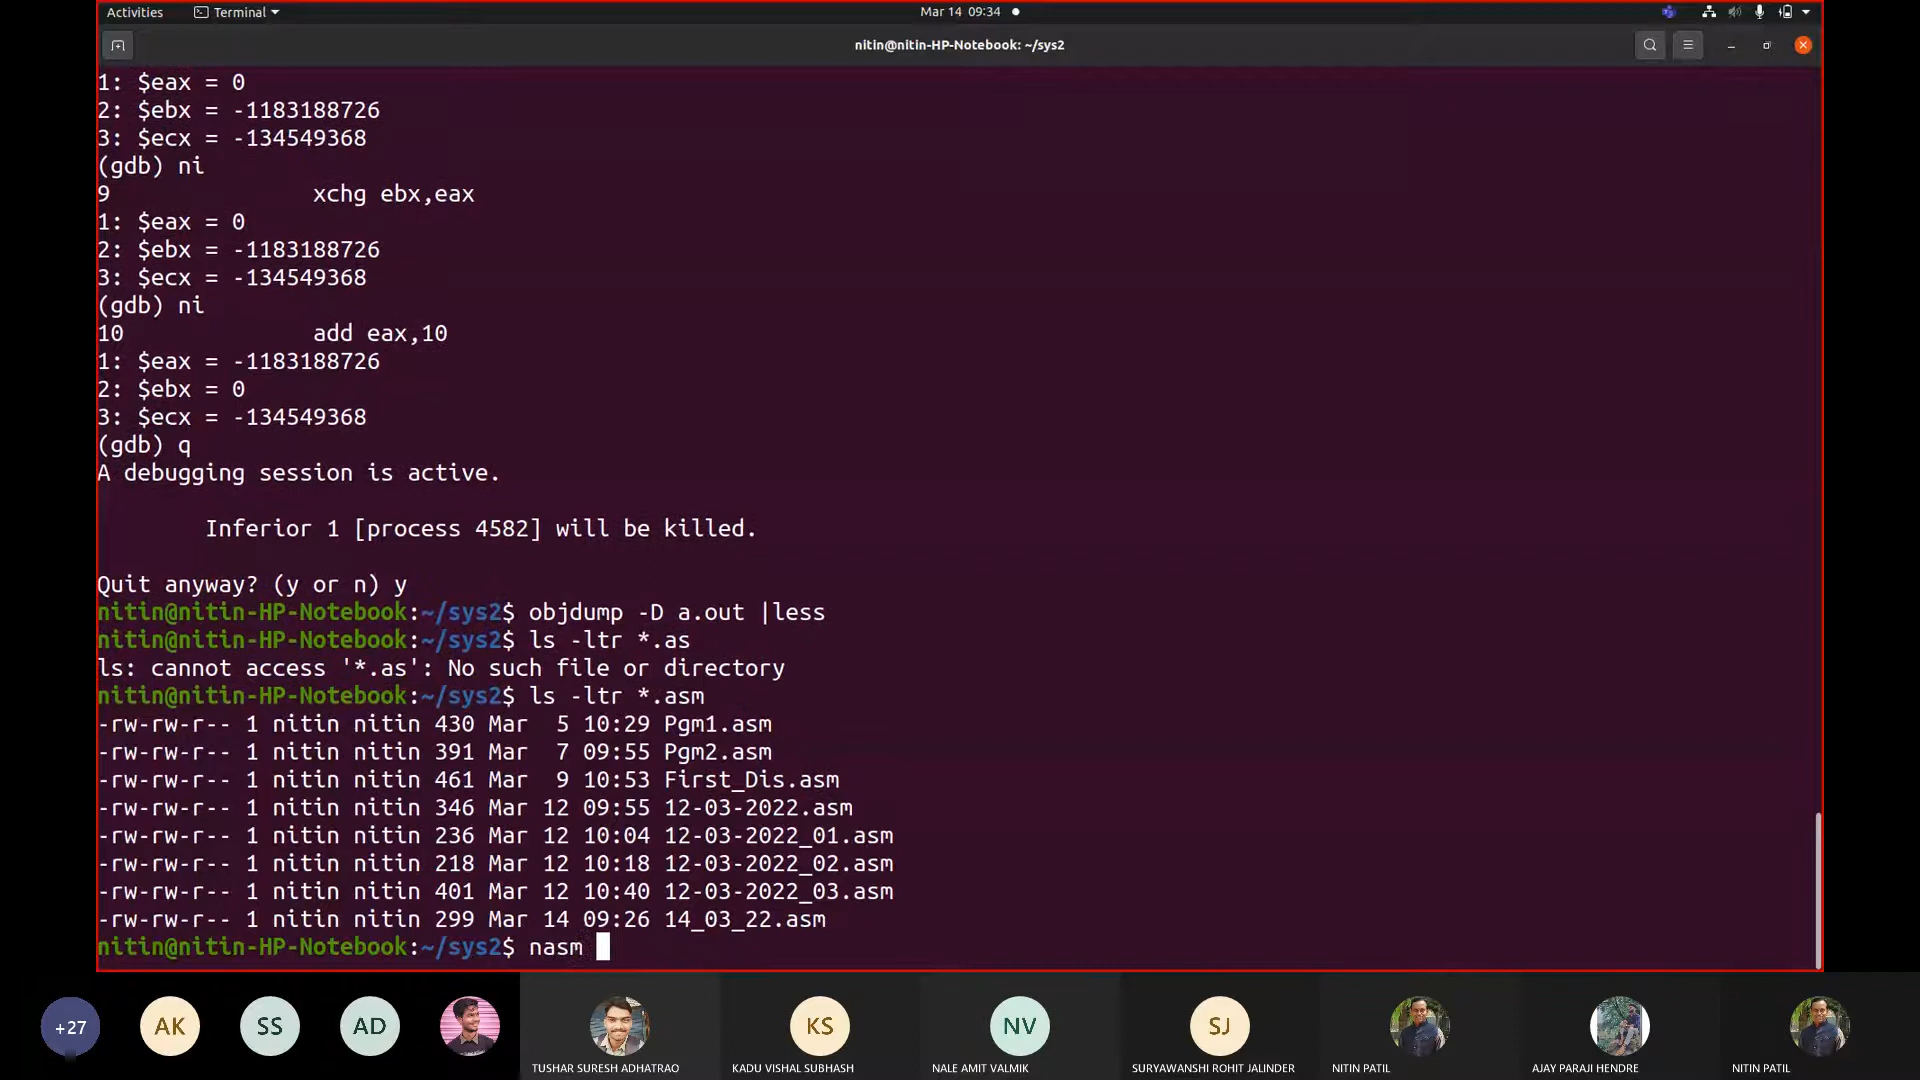 Activities Terminal Mar 14 09:34
nitin@nitin-HP-Notebook: ~/sys2
1: $eax = 0
2: $ebx = -1183188726
3: $ecx = -134549368
(gdb) ni
9 xchg ebx,eax
1: $eax = 0
2: $ebx = -1183188726
3: $ecx = -134549368
(gdb) ni
10 add eax,10
1: $eax = -1183188726
2: $ebx = 0
3: $ecx = -134549368
(gdb) q
A debugging session is active.
Inferior 1 [process 4582] will be killed.
Quit anyway? (y or n) y
nitin@nitin-HP-Notebook:~/sys2$ objdump -D a.out |less
nitin@nitin-HP-Notebook:~/sys2$ ls -ltr *.as
ls: cannot access '*.as': No such file or directory
nitin@nitin-HP-Notebook:~/sys2$ ls -ltr *.asm
-rw-rw-r-- 1 nitin nitin 430 Mar  5 10:29 Pgm1.asm
-rw-rw-r-- 1 nitin nitin 391 Mar  7 09:55 Pgm2.asm
-rw-rw-r-- 1 nitin nitin 461 Mar  9 10:53 First_Dis.asm
-rw-rw-r-- 1 nitin nitin 346 Mar 12 09:55 12-03-2022.asm
-rw-rw-r-- 1 nitin nitin 236 Mar 12 10:04 12-03-2022_01.asm
-rw-rw-r-- 1 nitin nitin 218 Mar 12 10:18 12-03-2022_02.asm
-rw-rw-r-- 1 nitin nitin 401 Mar 12 10:40 12-03-2022_03.asm
-rw-rw-r-- 1 nitin nitin 299 Mar 14 09:26 14_03_22.asm
nitin@nitin-HP-Notebook:~/sys2$ nasm
+27 AK SS AD KS NV SJ
TUSHAR SURESH ADHATRAO KADU VISHAL SUBHASH NALE AMIT VALMIK SURYAWANSHI ROHIT JALINDER NITIN PATIL AJAY PARAJI HENDRE NITIN PATIL